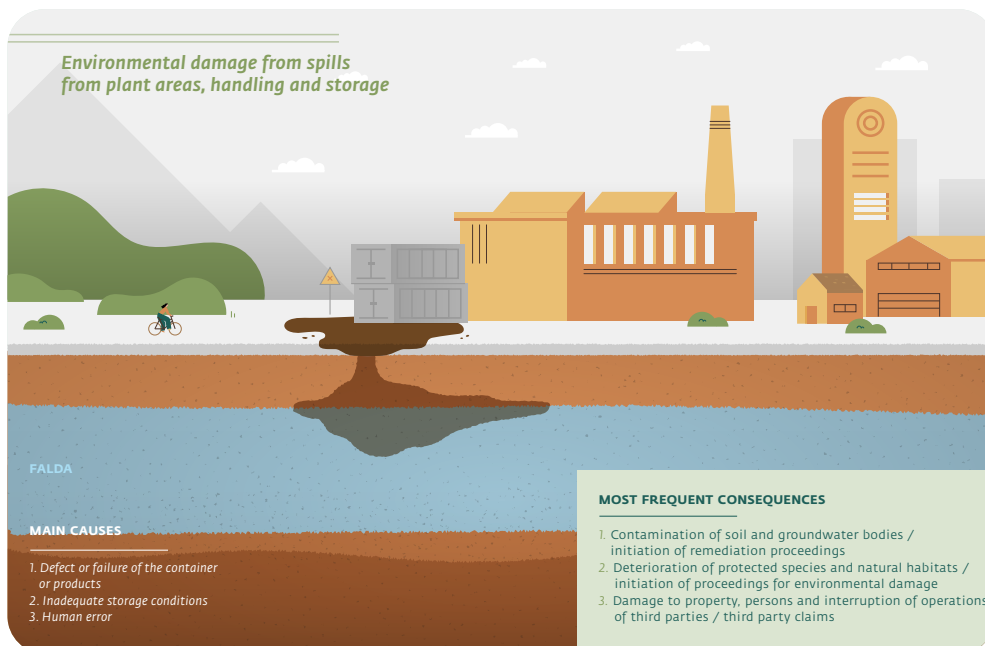 Environmental damage from spills
from plant areas, handling and storage
FALDA
MAIN CAUSES
1. Defect or failure of the container
or products
2. Inadequate storage conditions
3. Human error
MOST FREQUENT CONSEQUENCES
1. Contamination of soil and groundwater bodies /
initiation of remediation proceedings
2. Deterioration of protected species and natural habitats /
initiation of proceedings for environmental damage
3. Damage to property, persons and interruption of operations
of third parties / third party claims